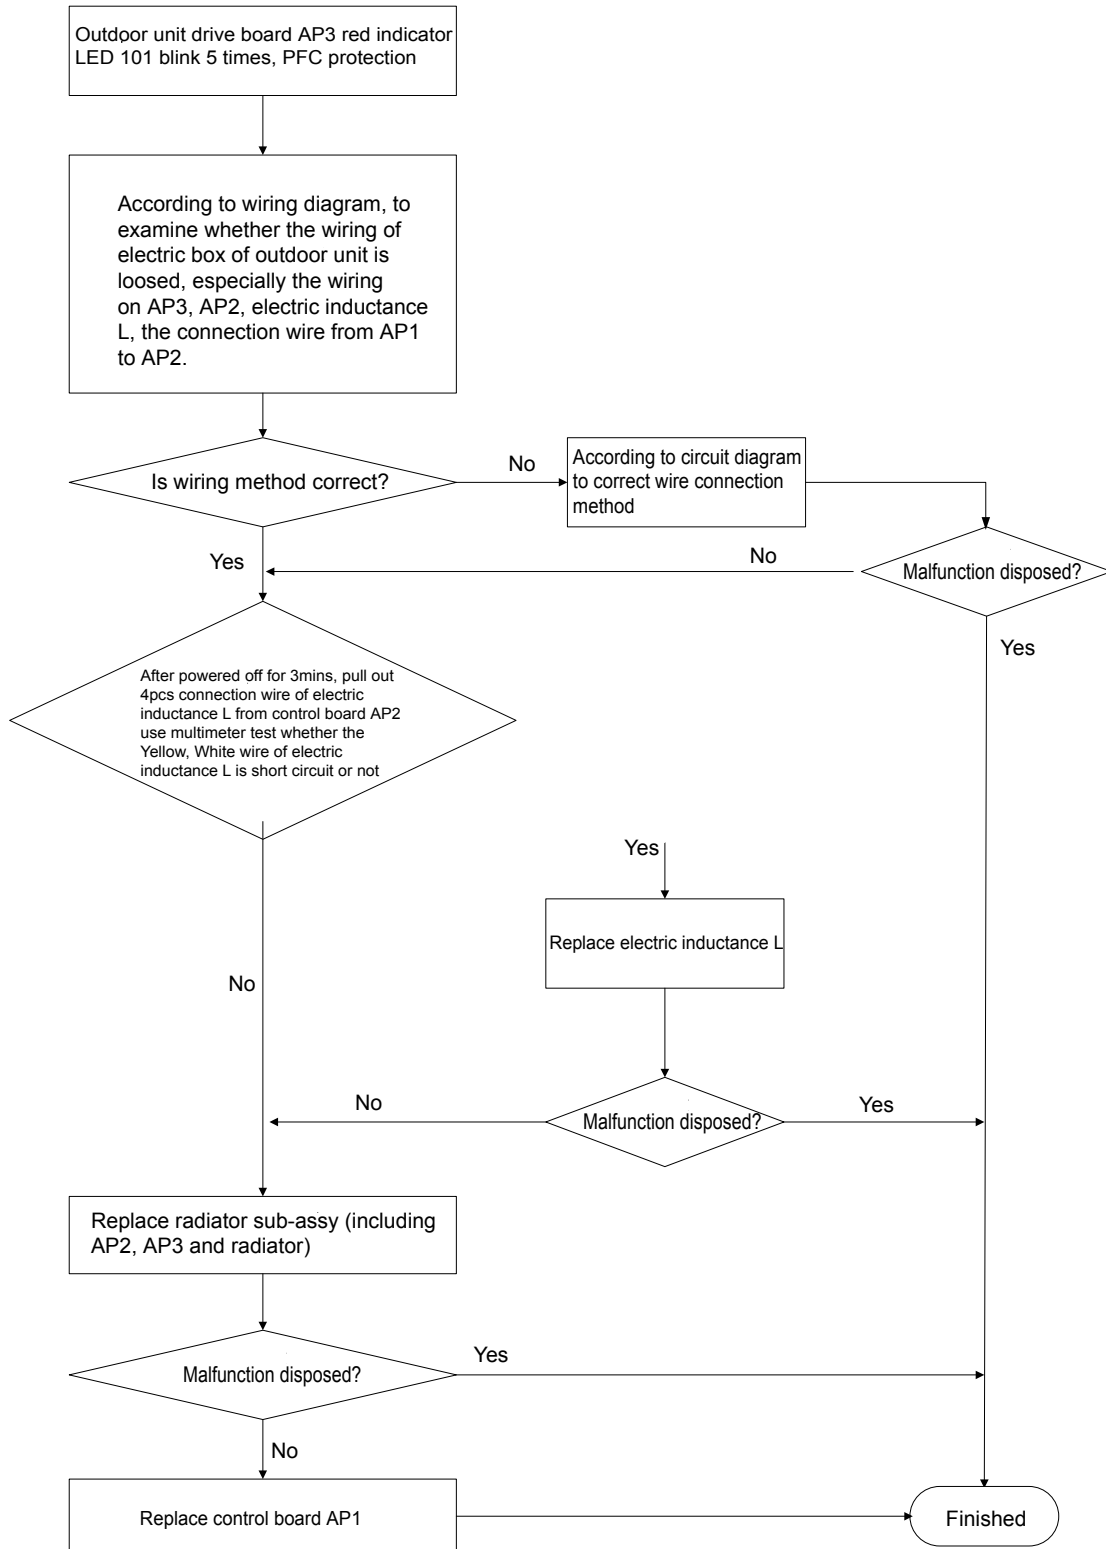 Outdoor unit drive board AP3 red indicator
LED 101 blink 5 times, PFC protection
According to wiring diagram, to
examine whether the wiring of
electric box of outdoor unit is
loosed, especially the wiring
on AP3, AP2, electric inductance
L, the connection wire from AP1
to AP2.
Is wiring method correct?
No
According to circuit diagram
to correct wire connection
method
Yes
No
Malfunction disposed?
Yes
After powered off for 3mins, pull out
4pcs connection wire of electric
inductance L from control board AP2
use multimeter test whether the
Yellow, White wire of electric
inductance L is short circuit or not
Yes
Replace electric inductance L
No
No
Malfunction disposed?
Yes
Replace radiator sub-assy (including
AP2, AP3 and radiator)
Malfunction disposed?
Yes
No
Replace control board AP1
Finished